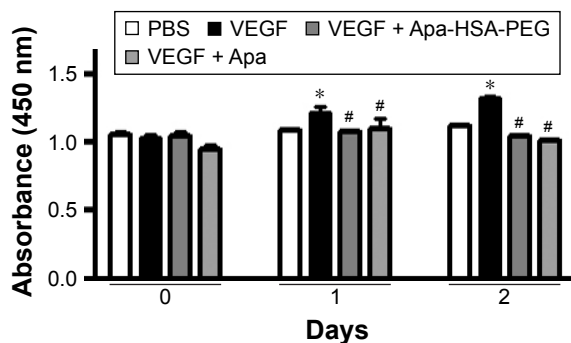 PBS VEGF VEGF + Apa-HSA-PEG
VEGF + Apa
Absorbance (450 nm)
1.5
1.0
0.5
0.0
* # #
* # #
0 1 2
Days